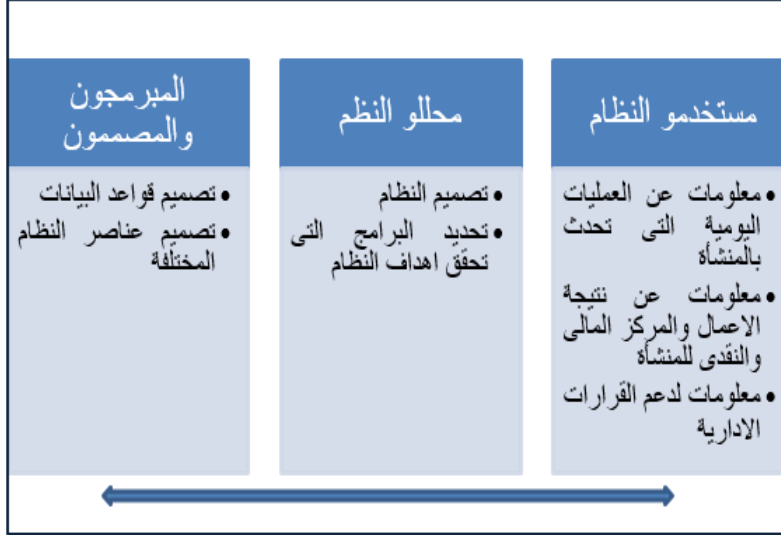 مستخدمو النظام
• معلومات عن العمليات
اليومية التى تحدث
بالمنشأة
• معلومات عن نتيجة
الاعمال والمركز المالى
والنقدى للمنشأة
• معلومات لدعم القرارات
الادارية
محللو النظم
• تصميم النظام
• تحديد البرامج التى
تحقق اهداف النظام
المبرمجون
والمصممون
• تصميم قواعد البيانات
• تصميم عناصر النظام
المختلفة